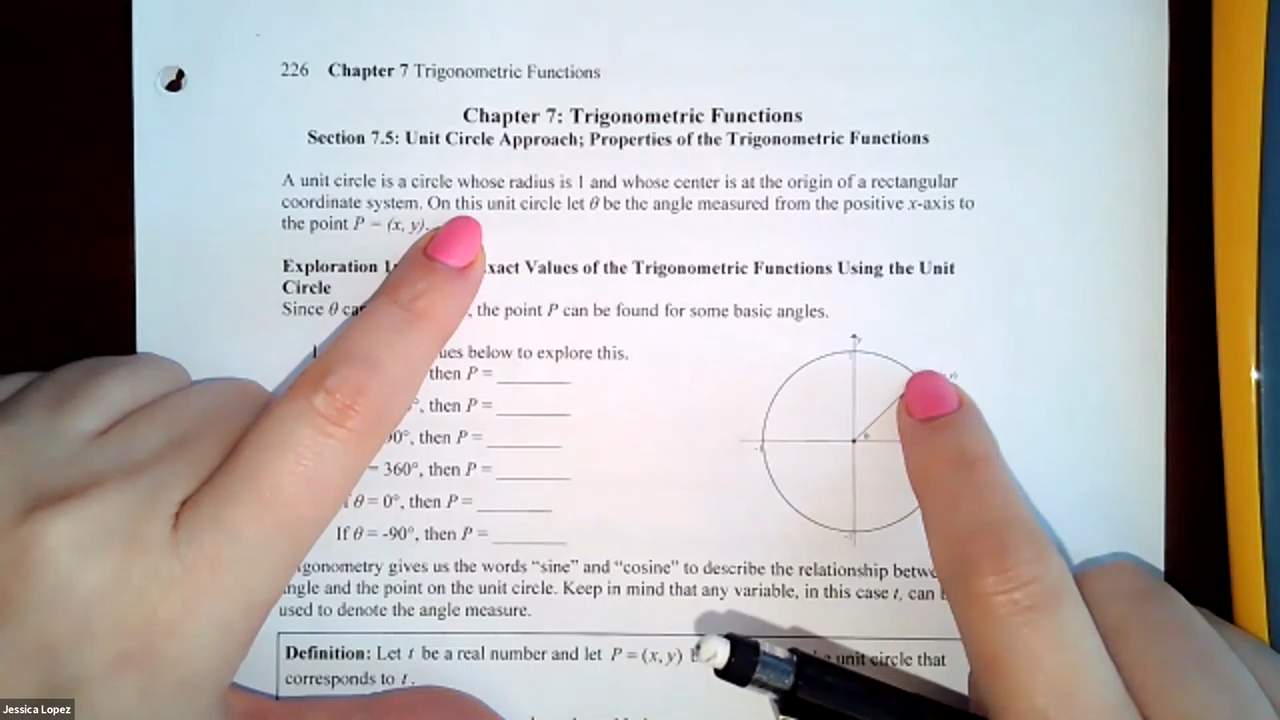 226 Chapter 7 Trigonometric Functions
Chapter 7: Trigonometric Functions
Section 7.5: Unit Circle Approach; Properties of the Trigonometric Functions
A unit circle is a circle whose radius is 1 and whose center is at the origin of a rectangular
coordinate system. On this unit circle let θ be the angle measured from the positive x-axis to
the point P = (x, y).
Exploration Values of the Trigonometric Functions Using the Unit
Circle
Since θ , the point P can be found for some basic angles.
below to explore this.
then P = ______
, then P = ______
, then P = ______
= 360°, then P = ______
θ = 0°, then P = ______
If θ = -90°, then P = ______
gives us the words “sine” and “cosine” to describe the relationship
and the point on the unit circle. Keep in mind that any variable, in this case t, can
used to denote the angle measure.
Definition: Let t be a real number and let P = (x, y) unit circle that
corresponds to t.
Jessica Lopez